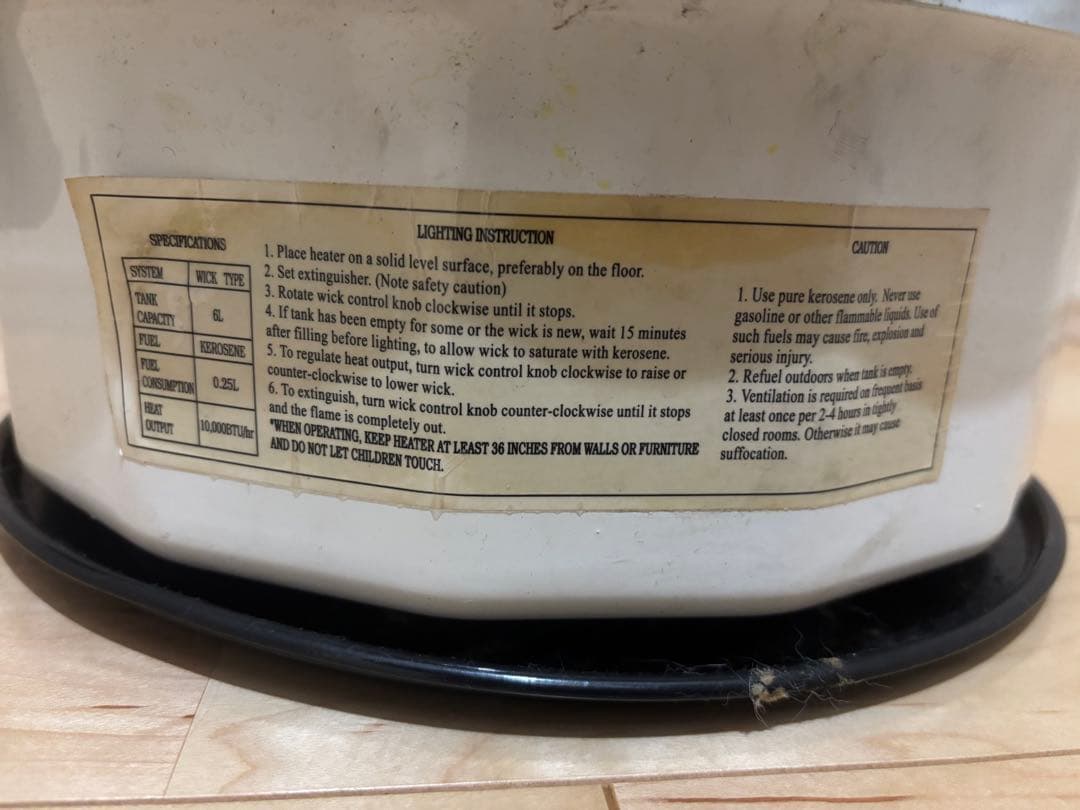 SPECIFICATIONS
SYSTEM WICK TYPE
TANK
CAPACITY 6L
FUEL KEROSENE
FUEL
CONSUMPTION 0.25L
HEAT
OUTPUT 10,000BTU/hr
LIGHTING INSTRUCTION
1. Place heater on a solid level surface, preferably on the floor.
2. Set extinguisher. (Note safety caution)
3. Rotate wick control knob clockwise until it stops.
4. If tank has been empty for some or the wick is new, wait 15 minutes
after filling before lighting, to allow wick to saturate with kerosene.
5. To regulate heat output, turn wick control knob clockwise to raise or
counter-clockwise to lower wick.
6. To extinguish, turn wick control knob counter-clockwise until it stops
and the flame is completely out.
*WHEN OPERATING, KEEP HEATER AT LEAST 36 INCHES FROM WALLS OR FURNITURE
AND DO NOT LET CHILDREN TOUCH.
CAUTION
1. Use pure kerosene only. Never use
gasoline or other flammable liquids. Use of
such fuels may cause fire, explosion and
serious injury.
2. Refuel outdoors when tank is empty.
3. Ventilation is required on frequent basis
at least once per 2-4 hours in tightly
closed rooms. Otherwise it may cause
suffocation.